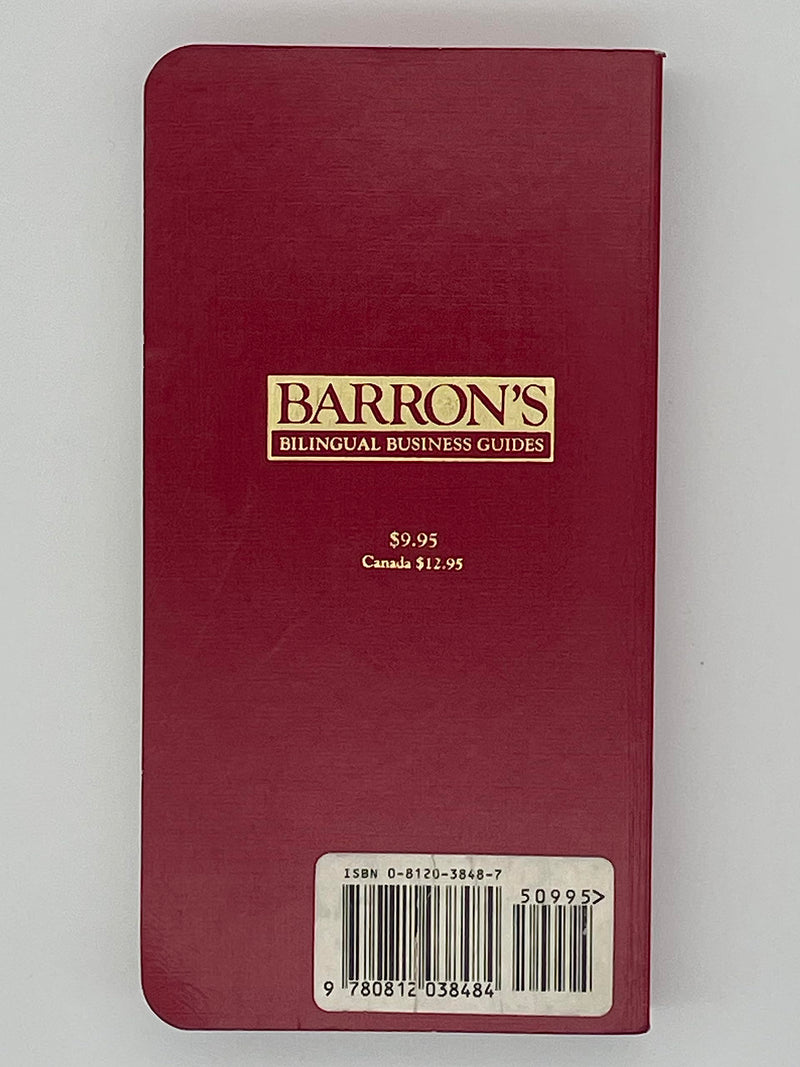 BARRON'S
BILINGUAL BUSINESS GUIDES
$9.95
Canada $12.95
ISBN 0-8120-3848-7
50995>
9 780812 038484